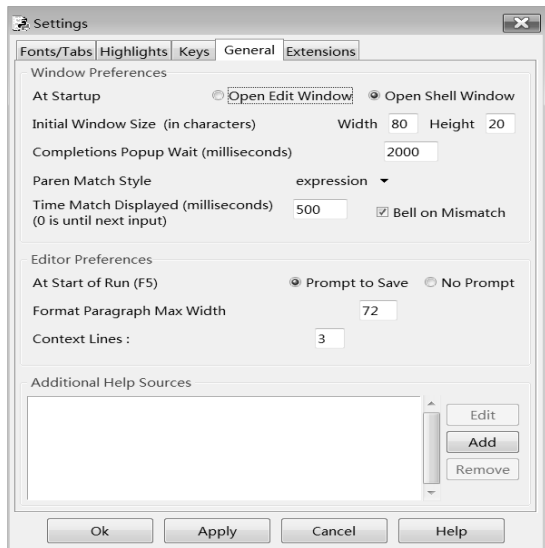 Settings
Fonts/Tabs Highlights Keys General Extensions
Window Preferences
At Startup Open Edit Window Open Shell Window
Initial Window Size (in characters) Width 80 Height 20
Completions Popup Wait (milliseconds) 2000
Paren Match Style expression
Time Match Displayed (milliseconds)
(0 is until next input) 500 Bell on Mismatch
Editor Preferences
At Start of Run (F5) Prompt to Save No Prompt
Format Paragraph Max Width 72
Context Lines : 3
Additional Help Sources
Edit
Add
Remove
Ok Apply Cancel Help